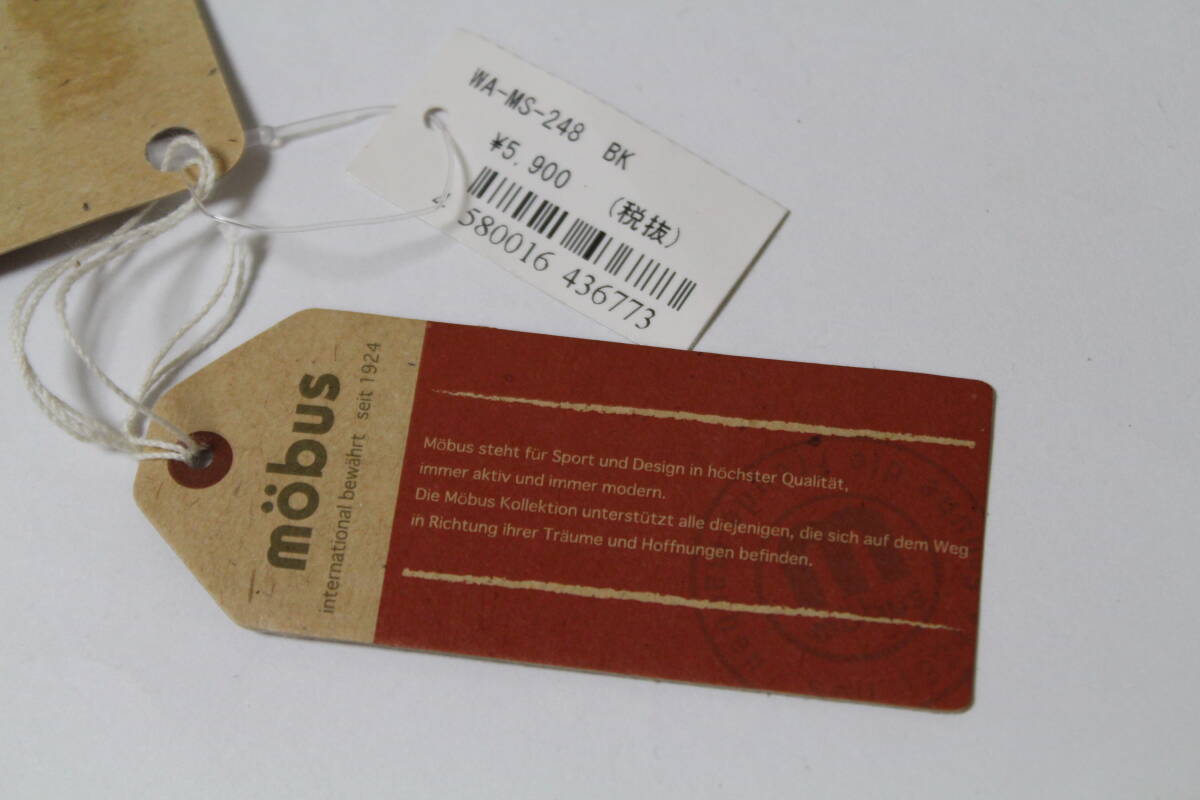 WA-MS-248 BK
¥5,900 (税抜)
4 580016 436773
möbus
international bewährt seit 1924
Möbus steht für Sport und Design in höchster Qualität,
immer aktiv und immer modern.
Die Möbus Kollektion unterstützt alle diejenigen, die sich auf dem Weg
in Richtung ihrer Träume und Hoffnungen befinden.